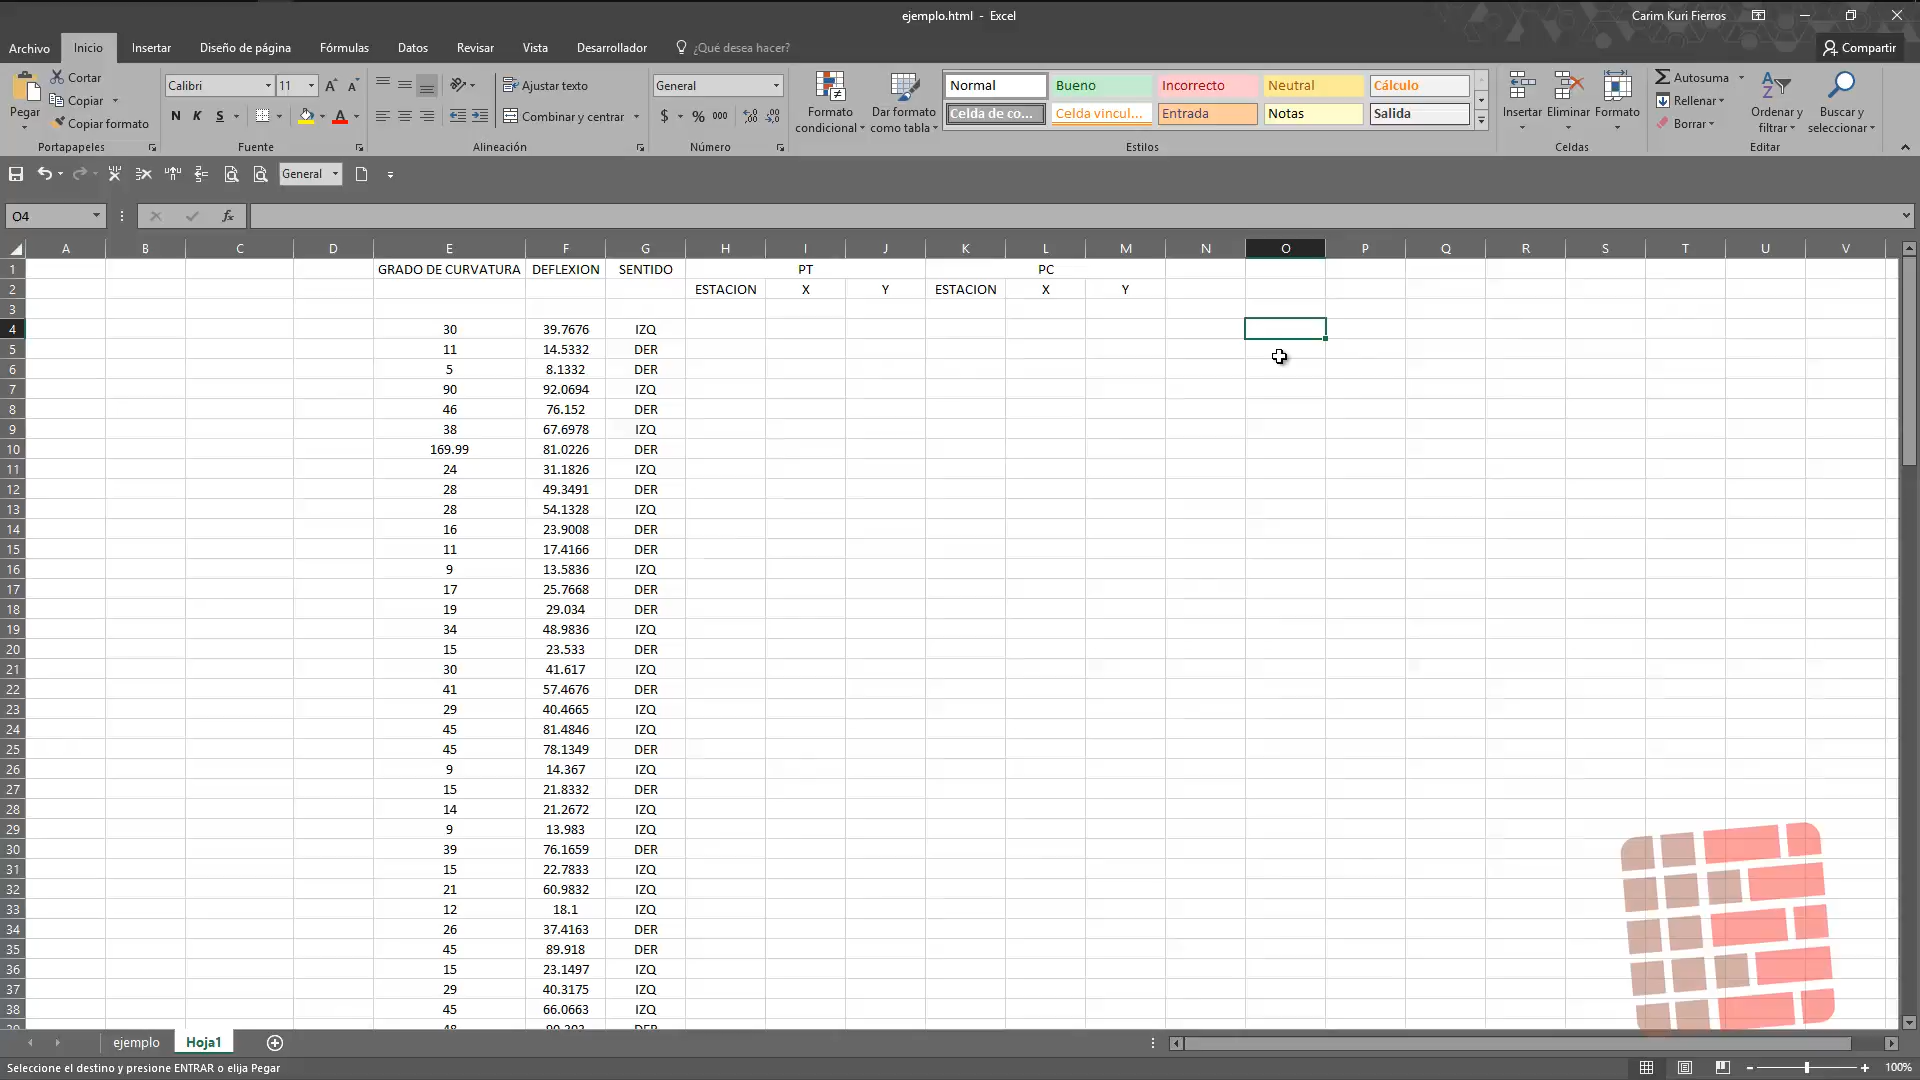 ejemplo.html - Excel
Carim Kuri Fierros
Archivo Inicio Insertar Diseño de página Fórmulas Datos Revisar Vista Desarrollador ¿Qué desea hacer? Compartir
Pegar
Cortar
Copiar
Copiar formato
Portapapeles
Calibri 11
N K S
Fuente
Ajustar texto
Combinar y centrar
Alineación
General
$ % 000
Número
Formato condicional
Dar formato como tabla
Normal Bueno Incorrecto Neutral Cálculo
Celda de co... Celda vincul... Entrada Notas Salida
Estilos
Insertar Eliminar Formato
Celdas
Autosuma
Rellenar
Borrar
Ordenar y filtrar
Buscar y seleccionar
Editar
General
O4 fx
A B C D E F G H I J K L M N O P Q R S T U V
1 GRADO DE CURVATURA DEFLEXION SENTIDO PT PC
2 ESTACION X Y ESTACION X Y
3
4 30 39.7676 IZQ
5 11 14.5332 DER
6 5 8.1332 DER
7 90 92.0694 IZQ
8 46 76.152 DER
9 38 67.6978 IZQ
10 169.99 81.0226 DER
11 24 31.1826 IZQ
12 28 49.3491 DER
13 28 54.1328 IZQ
14 16 23.9008 DER
15 11 17.4166 DER
16 9 13.5836 IZQ
17 17 25.7668 DER
18 19 29.034 DER
19 34 48.9836 IZQ
20 15 23.533 DER
21 30 41.617 IZQ
22 41 57.4676 DER
23 29 40.4665 IZQ
24 45 81.4846 IZQ
25 45 78.1349 DER
26 9 14.367 IZQ
27 15 21.8332 DER
28 14 21.2672 IZQ
29 9 13.983 IZQ
30 39 76.1659 DER
31 15 22.7833 IZQ
32 21 60.9832 IZQ
33 12 18.1 IZQ
34 26 37.4163 DER
35 45 89.918 DER
36 15 23.1497 IZQ
37 29 40.3175 IZQ
38 45 66.0663 IZQ
ejemplo Hoja1
Seleccione el destino y presione ENTRAR o elija Pegar
100%